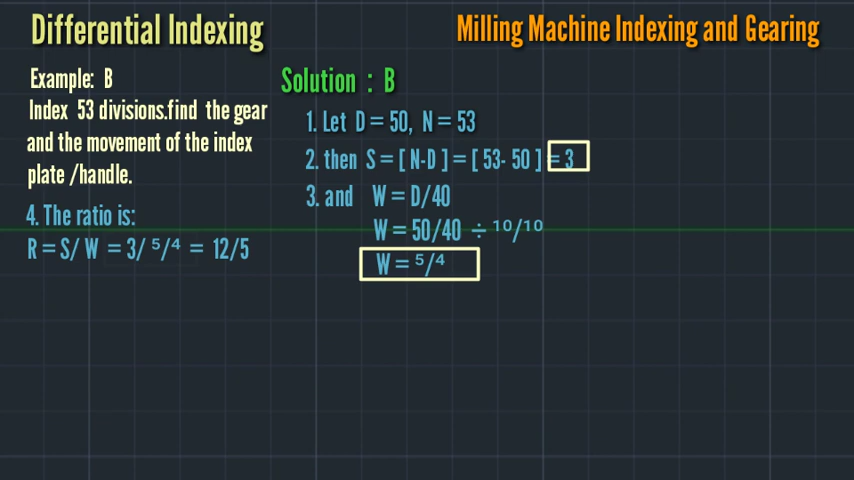 Differential Indexing
Milling Machine Indexing and Gearing
Example: B
Index 53 divisions.find the gear
and the movement of the index
plate /handle.
4. The ratio is:
R = S/ W = 3/ ⁵/⁴ = 12/5
Solution : B
1. Let D = 50, N = 53
2. then S = [ N-D ] = [ 53- 50 ] = 3
3. and W = D/40
W = 50/40 ÷ ¹⁰/¹⁰
W = ⁵/⁴